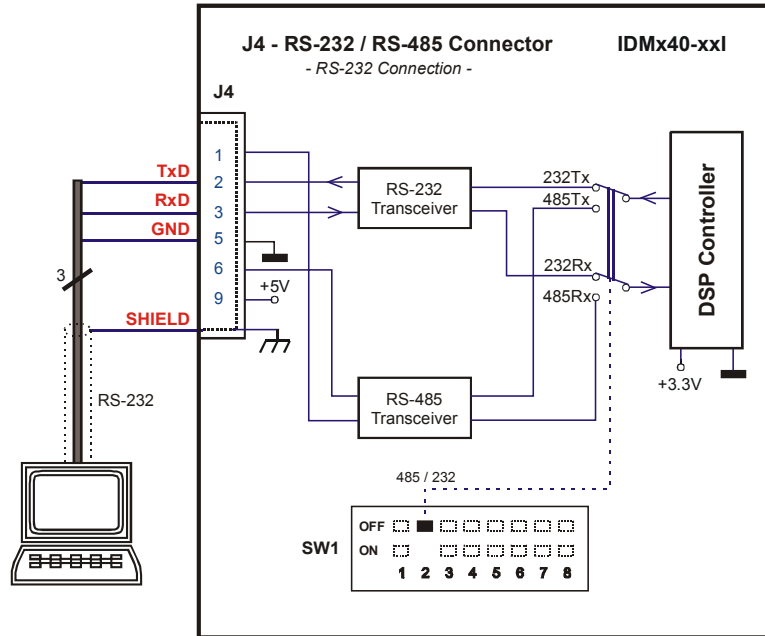 J4 - RS-232 / RS-485 Connector
IDMx40-xxI
- RS-232 Connection -
J4
1
TxD
2
RxD
3
GND
5
6
9
+5V
SHIELD
3
RS-232
RS-232
Transceiver
232Tx
485Tx
232Rx
485Rx
DSP Controller
+3.3V
RS-485
Transceiver
485 / 232
SW1
OFF
ON
1 2 3 4 5 6 7 8